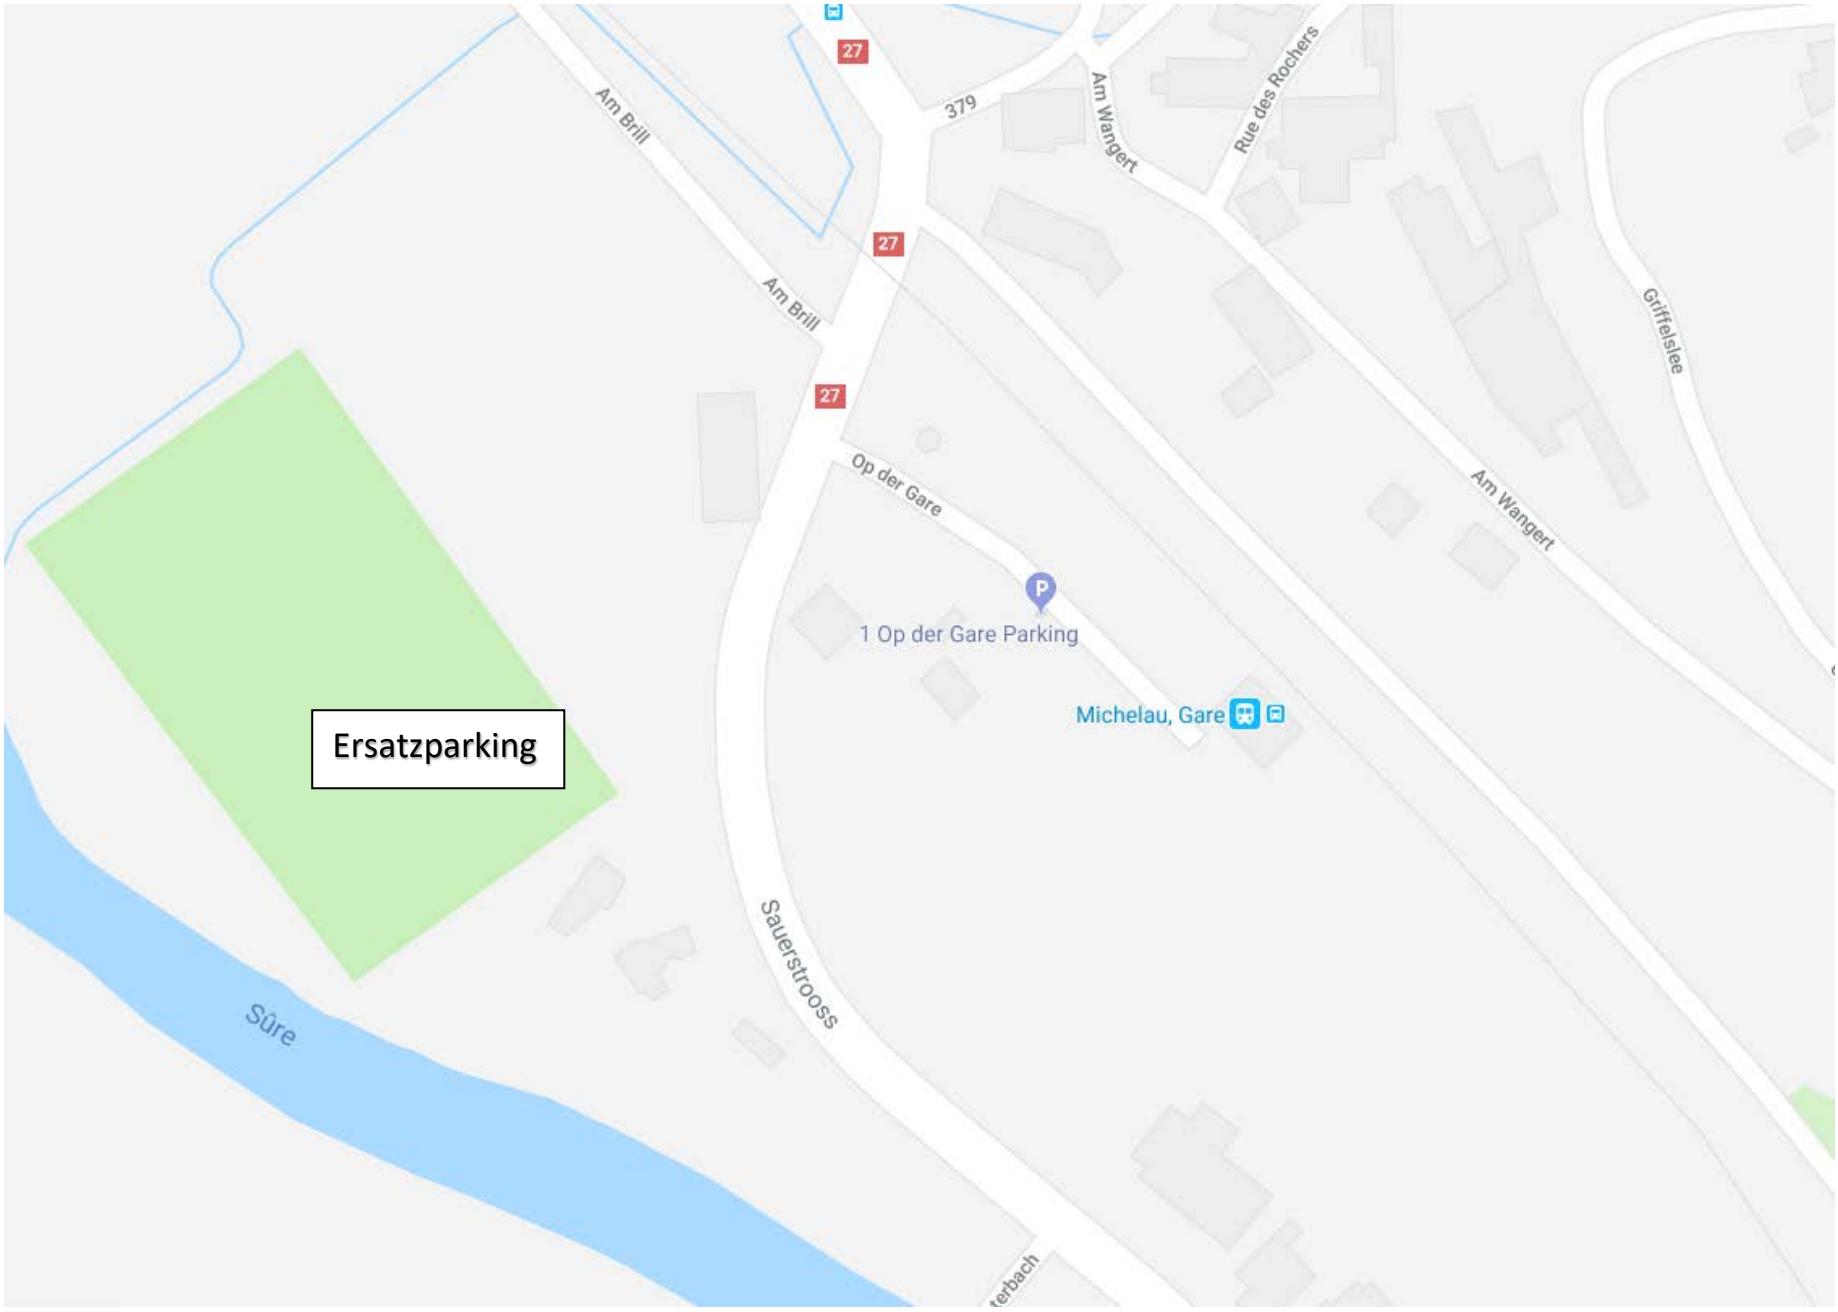 27
379
Am Brill
Am Wangert
Rue des Rochers
27
Am Brill
Griffelslee
27
Op der Gare
Am Wangert
P
1 Op der Gare Parking
Michelau, Gare
Ersatzparking
Sauerstrooss
Sûre
terbach